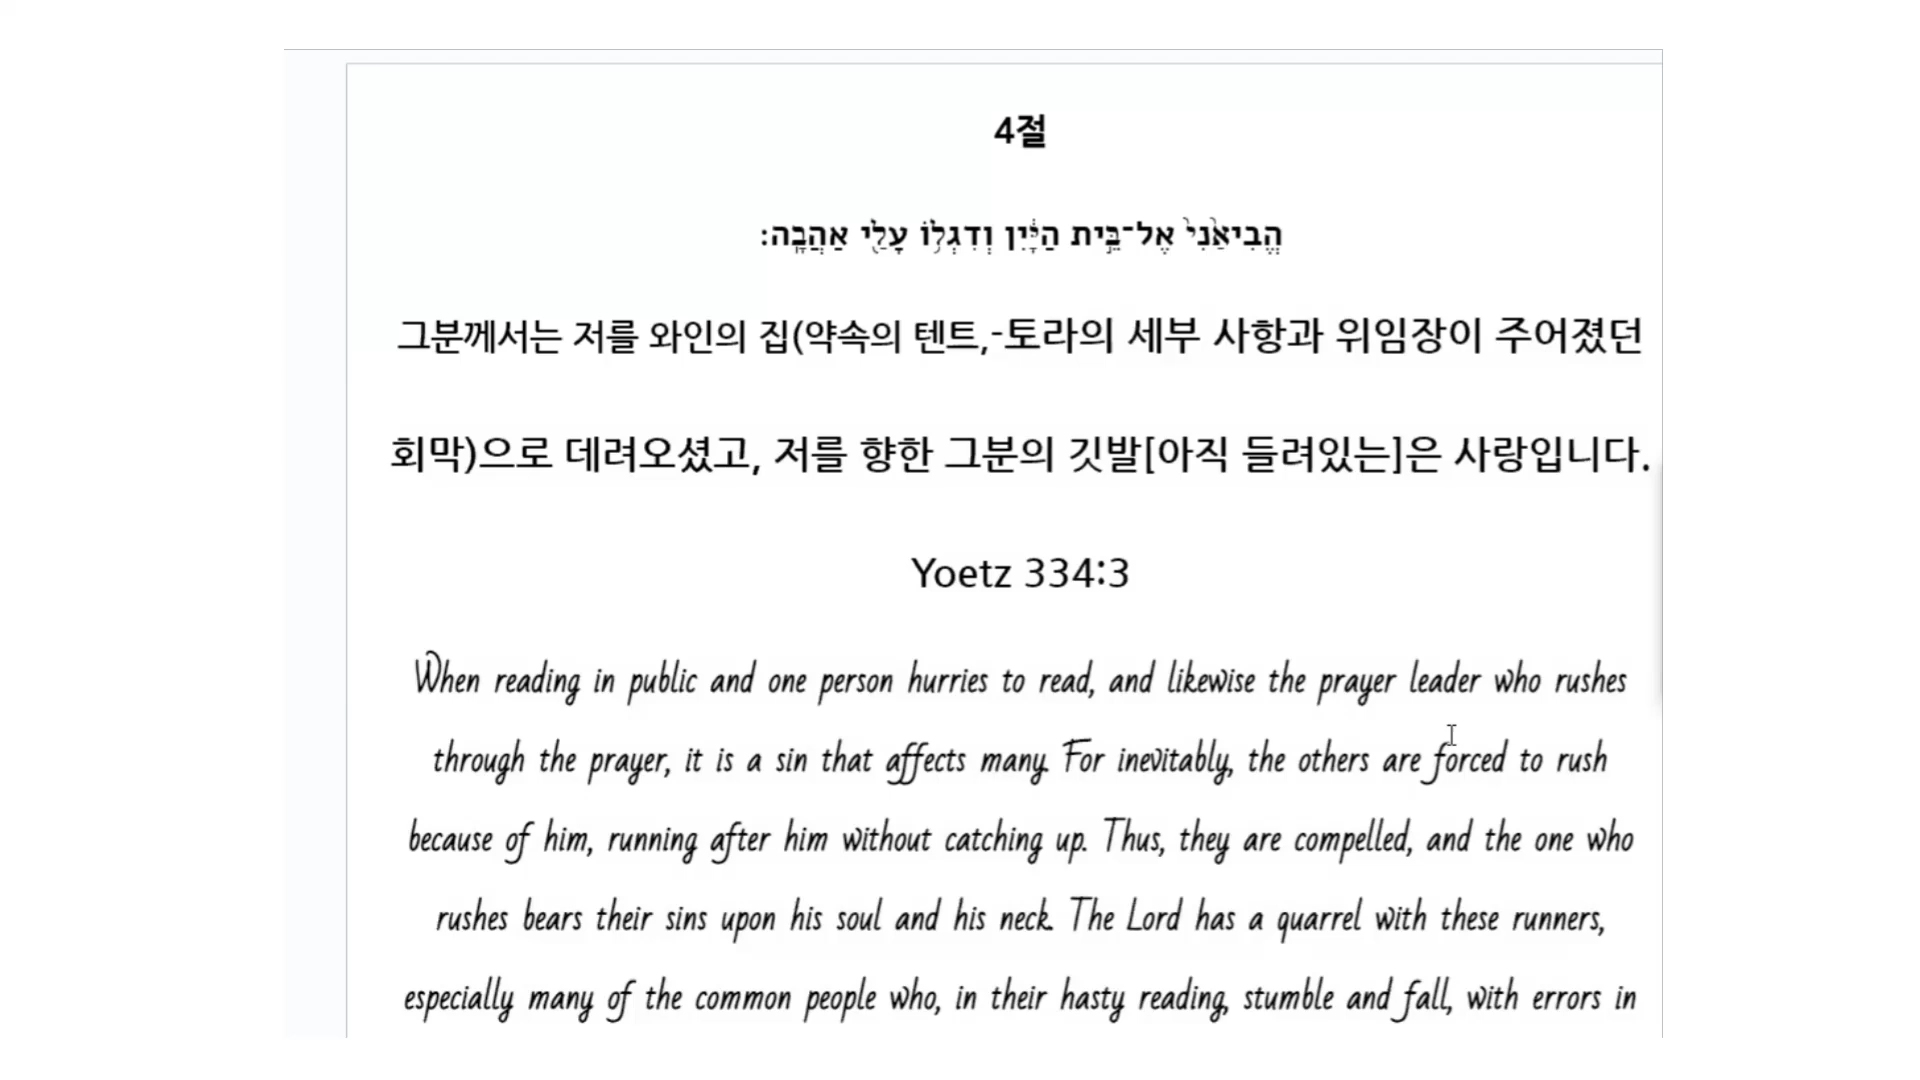 4절
הֱבִיאַ֙נִי֙ אֶל־בֵּ֣ית הַיָּ֔יִן וְדִגְל֥וֹ עָלַ֖י אַהֲבָֽה׃
그분께서는 저를 와인의 집(약속의 텐트,-토라의 세부 사항과 위임장이 주어졌던
회막)으로 데려오셨고, 저를 향한 그분의 깃발[아직 들려있는]은 사랑입니다.
Yoetz 334:3
When reading in public and one person hurries to read, and likewise the prayer leader who rushes
through the prayer, it is a sin that affects many. For inevitably, the others are forced to rush
because of him, running after him without catching up. Thus, they are compelled, and the one who
rushes bears their sins upon his soul and his neck. The Lord has a quarrel with these runners,
especially many of the common people who, in their hasty reading, stumble and fall, with errors in